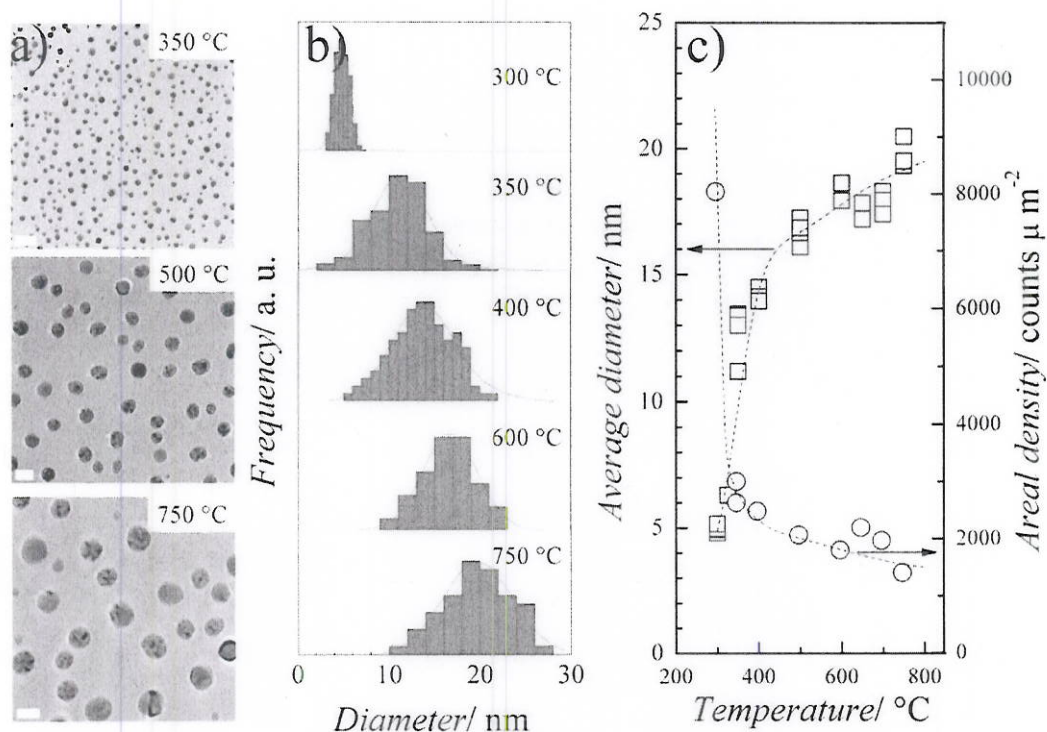 a)
350 °C
500 °C
750 °C
b)
300 °C
350 °C
400 °C
600 °C
750 °C
Frequency/ a. u.
0 10 20 30
Diameter/ nm
c)
25
20
15
10
5
0
Average diameter/ nm
10000
8000
6000
4000
2000
0
Areal density/ counts μ m-2
200 400 600 800
Temperature/ °C